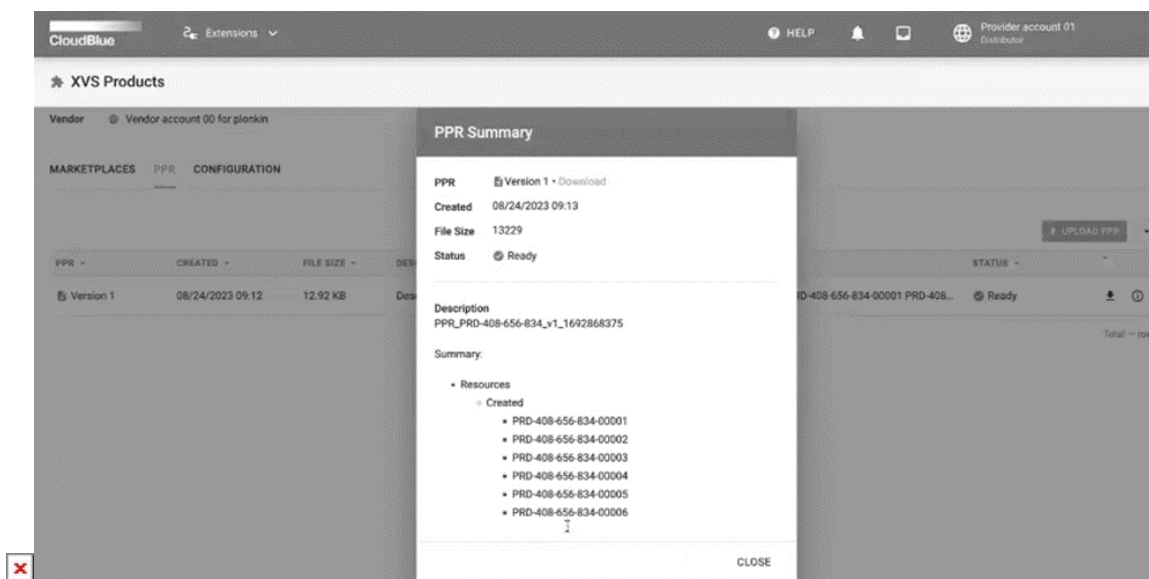 CloudBlue
Extensions
HELP
Provider account 01
Distributor
XVS Products
Vendor Vendor account 00 for plonkin
MARKETPLACES PPR CONFIGURATION
UPLOAD PPR
PPR CREATED FILE SIZE DES STATUS
Version 1 08/24/2023 09:12 12.92 KB Des D-408-656-834-00001 PRD-408... Ready
PPR Summary
PPR Version 1 • Download
Created 08/24/2023 09:13
File Size 13229
Status Ready
Description
PPR_PRD-408-656-834_v1_1692868375
Summary:
Resources
Created
PRD-408-656-834-00001
PRD-408-656-834-00002
PRD-408-656-834-00003
PRD-408-656-834-00004
PRD-408-656-834-00005
PRD-408-656-834-00006
CLOSE